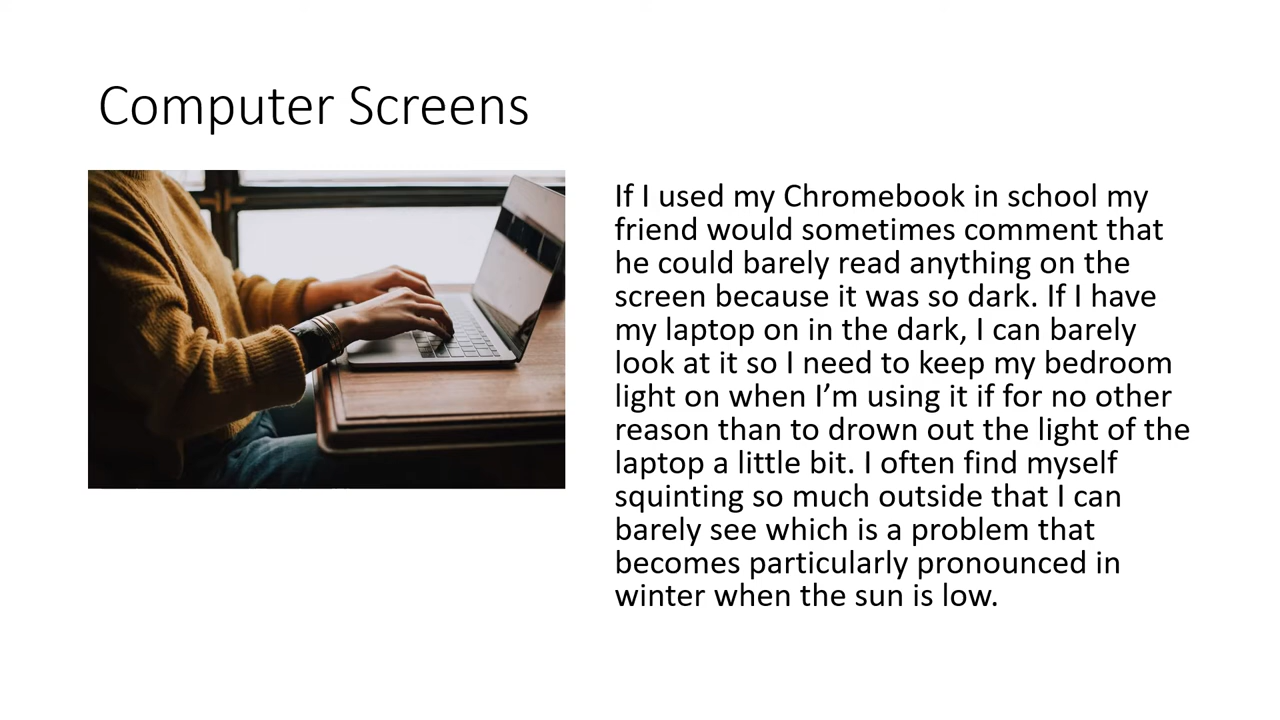 Computer Screens
If I used my Chromebook in school my
friend would sometimes comment that
he could barely read anything on the
screen because it was so dark. If I have
my laptop on in the dark, I can barely
look at it so I need to keep my bedroom
light on when I’m using it if for no other
reason than to drown out the light of the
laptop a little bit. I often find myself
squinting so much outside that I can
barely see which is a problem that
becomes particularly pronounced in
winter when the sun is low.